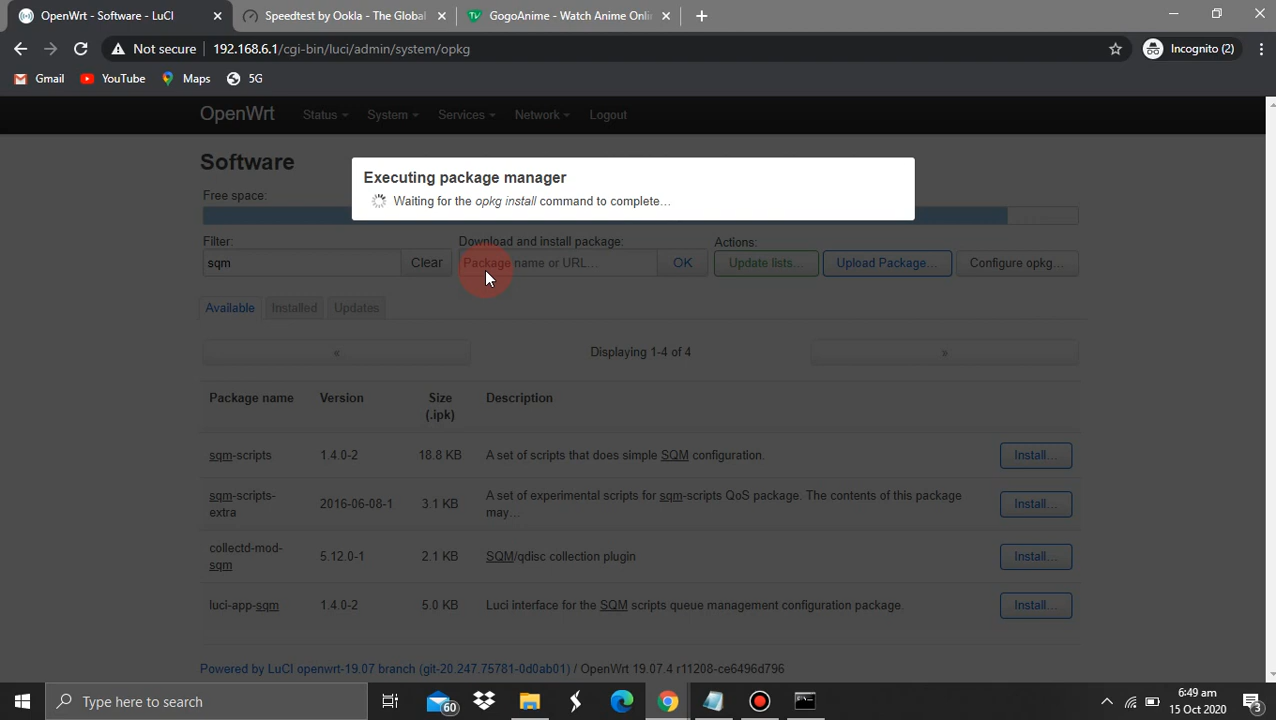 OpenWrt - Software - LuCI
Speedtest by Ookla - The Global
GogoAnime - Watch Anime Onlin
Not secure
192.168.6.1/cgi-bin/luci/admin/system/opkg
Incognito (2)
Gmail
YouTube
Maps
5G
OpenWrt
Status
System
Services
Network
Logout
Software
Executing package manager
Waiting for the opkg install command to complete…
Free space:
Filter:
Download and install package:
Actions:
sqm
Clear
Package name or URL…
OK
Update lists…
Upload Package…
Configure opkg…
Available
Installed
Updates
«
Displaying 1-4 of 4
»
Package name
Version
Size
(.ipk)
Description
sqm-scripts
1.4.0-2
18.8 KB
A set of scripts that does simple SQM configuration.
Install…
sqm-scripts-
extra
2016-06-08-1
3.1 KB
A set of experimental scripts for sqm-scripts QoS package. The contents of this package
may…
Install…
collectd-mod-
sqm
5.12.0-1
2.1 KB
SQM/qdisc collection plugin
Install…
luci-app-sqm
1.4.0-2
5.0 KB
Luci interface for the SQM scripts queue management configuration package.
Install…
Powered by LuCI openwrt-19.07 branch (git-20.247.75781-0d0ab01) / OpenWrt 19.07.4 r11208-ce6496d796
Type here to search
60
6:49 am
15 Oct 2020
3